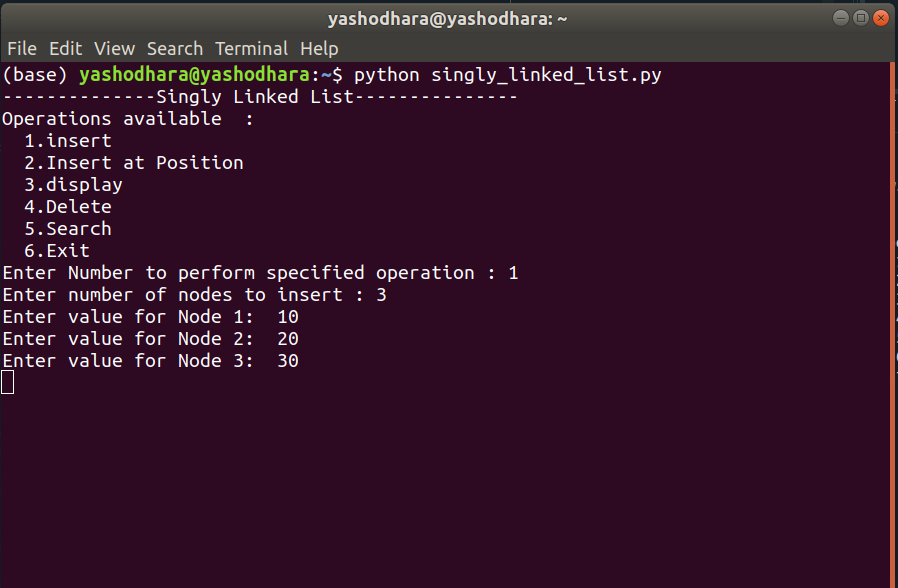 yashodhara@yashodhara: ~
File Edit View Search Terminal Help
(base) yashodhara@yashodhara:~$ python singly_linked_list.py
--------------Singly Linked List---------------
Operations available  :
  1.insert
  2.Insert at Position
  3.display
  4.Delete
  5.Search
  6.Exit
Enter Number to perform specified operation : 1
Enter number of nodes to insert : 3
Enter value for Node 1:  10
Enter value for Node 2:  20
Enter value for Node 3:  30